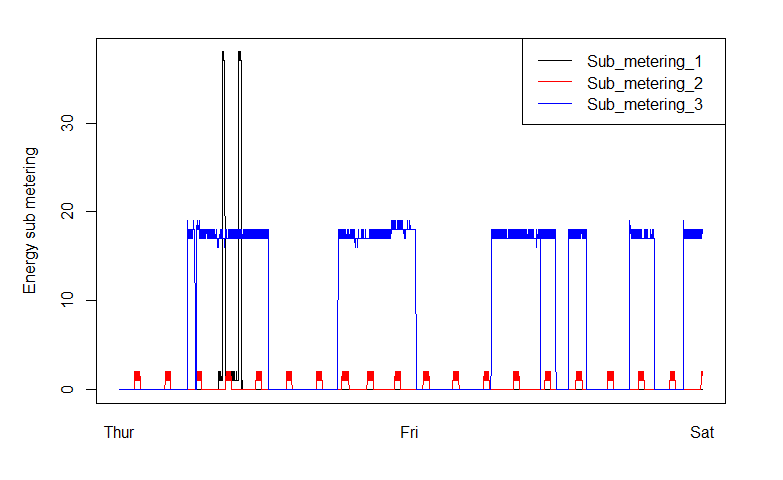 Sub_metering_1
Sub_metering_2
Sub_metering_3
Energy sub metering
30
20
10
0
Thur Fri Sat